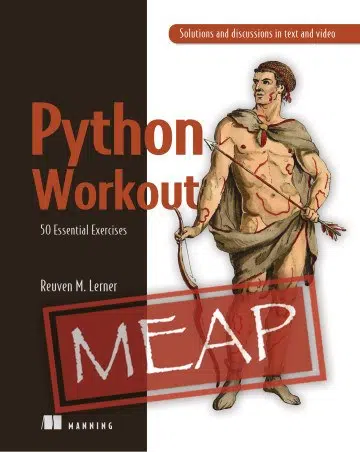 Solutions and discussions in text and video
Python
Workout
50 Essential Exercises
Reuven M. Lerner
MEAP
MANNING